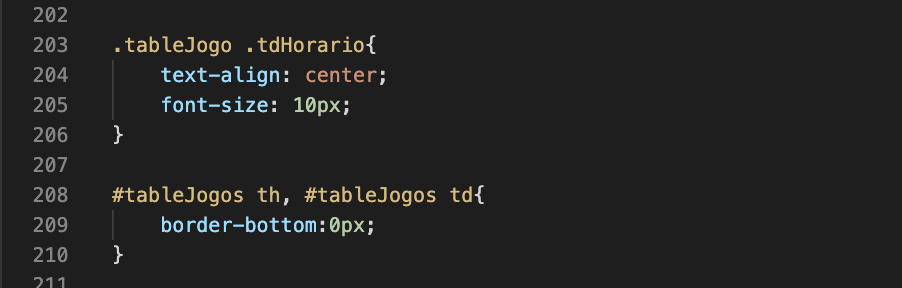 202
203 .tableJogo .tdHorario{
204 text-align: center;
205 font-size: 10px;
206 }
207
208 #tableJogos th, #tableJogos td{
209 border-bottom:0px;
210 }
211